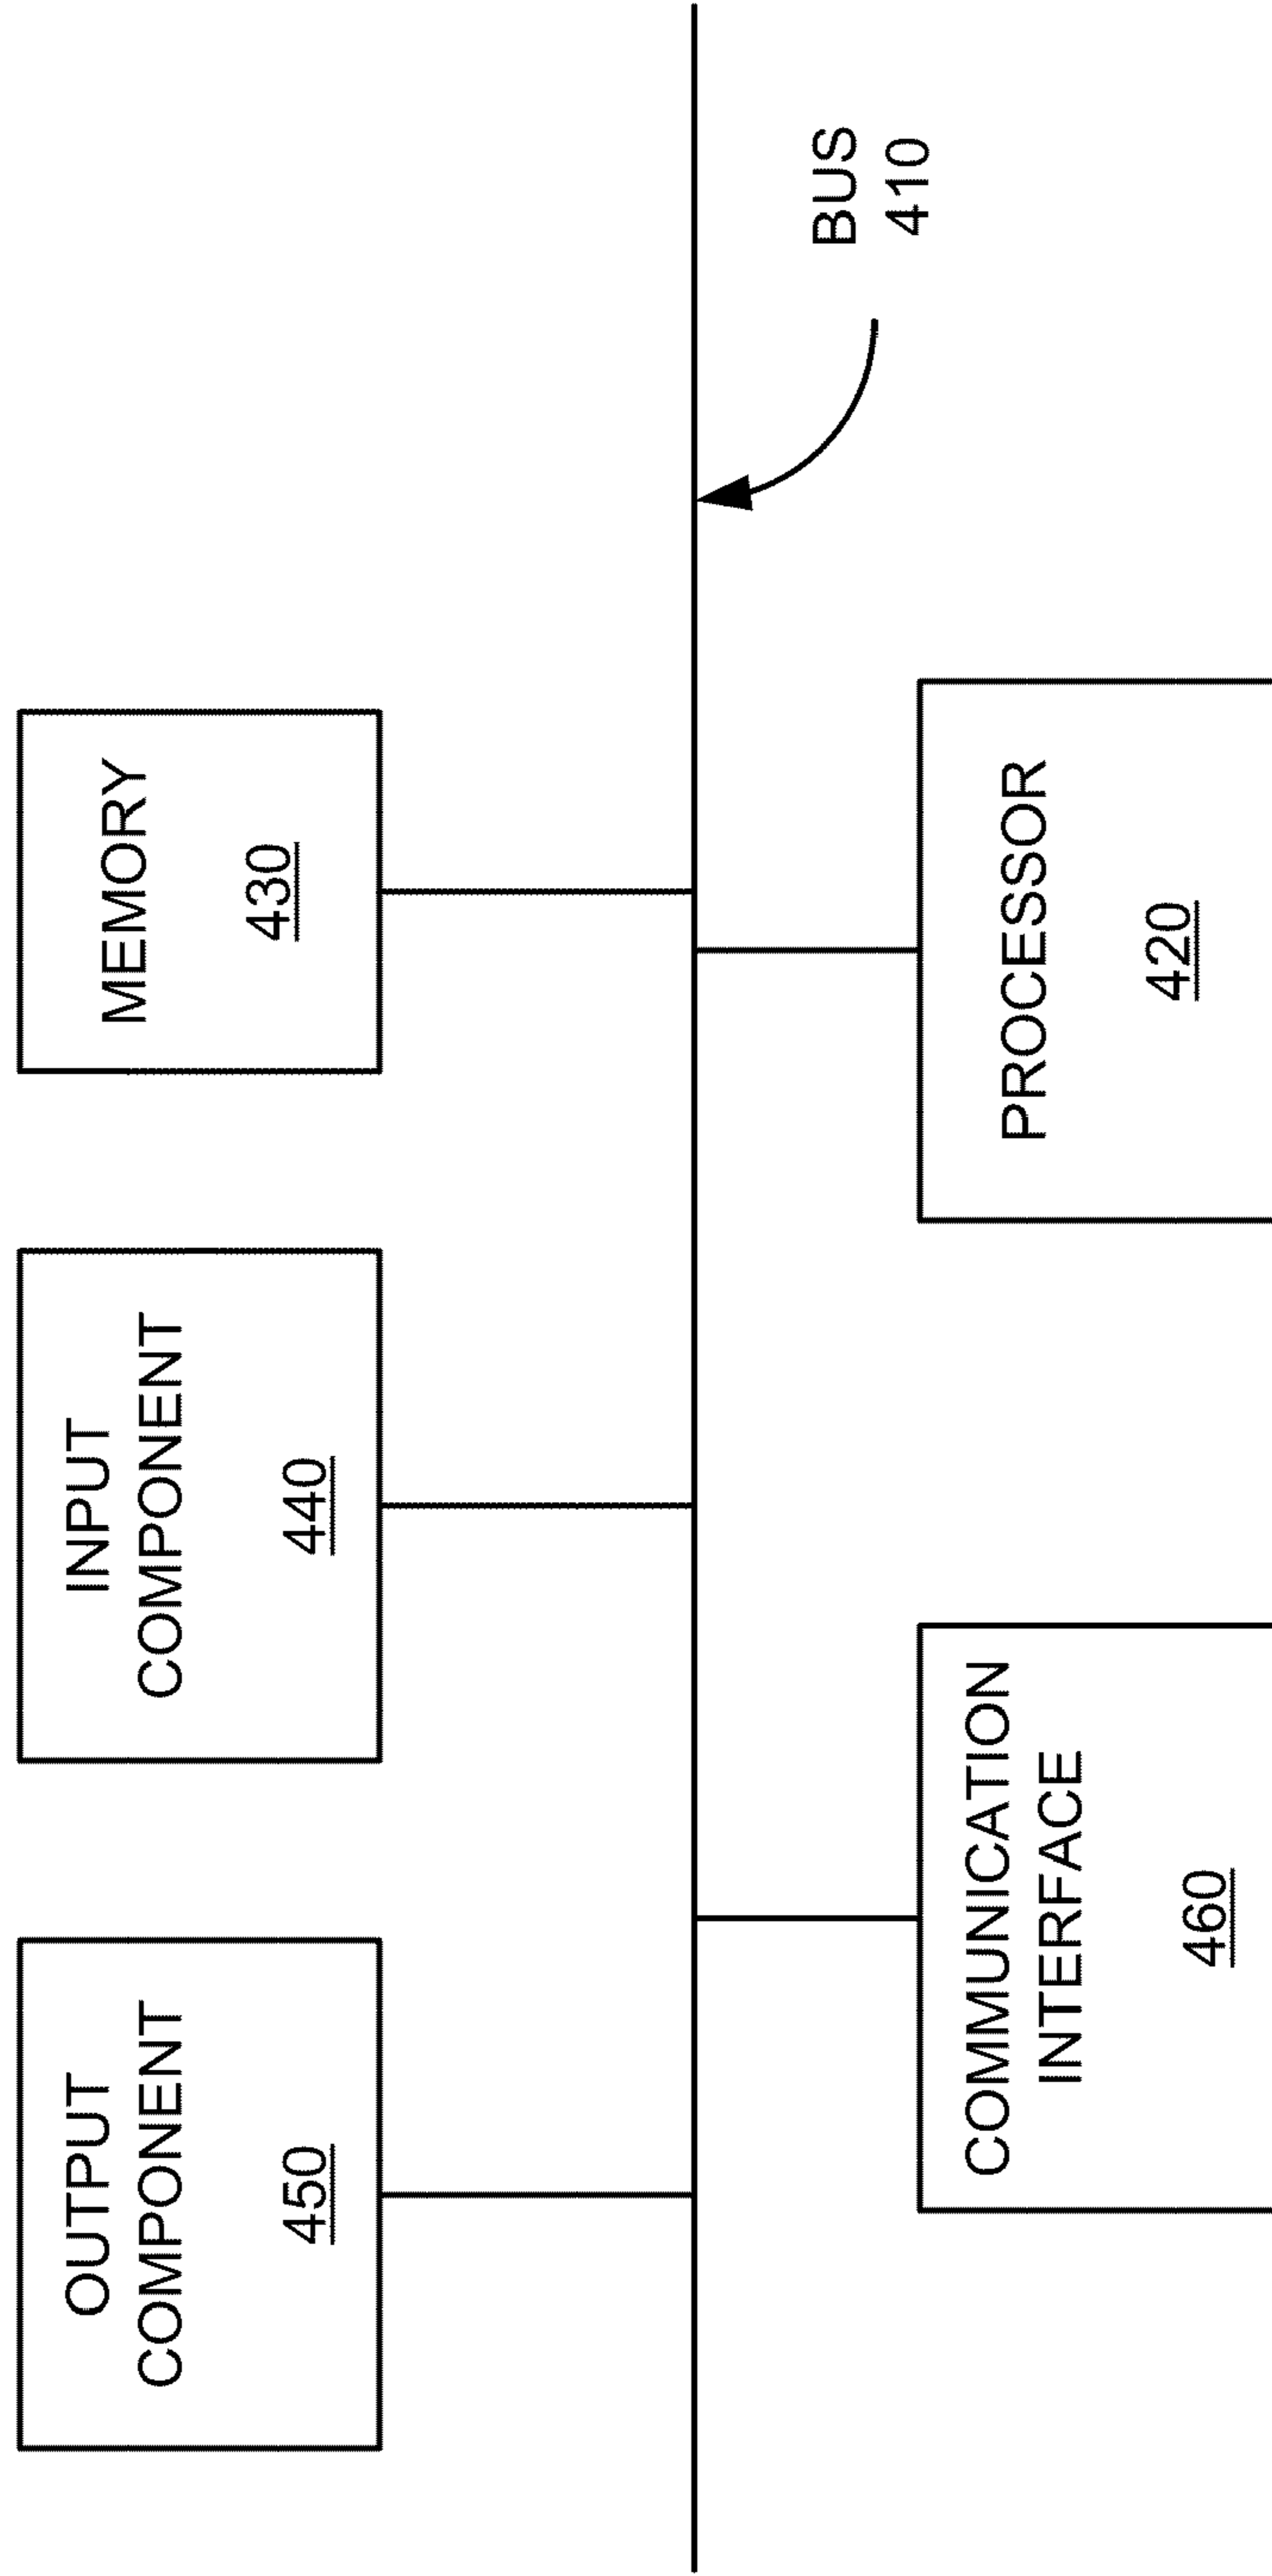 OUTPUT
COMPONENT
450
INPUT
COMPONENT
440
MEMORY
430
BUS
410
COMMUNICATION
INTERFACE
460
PROCESSOR
420